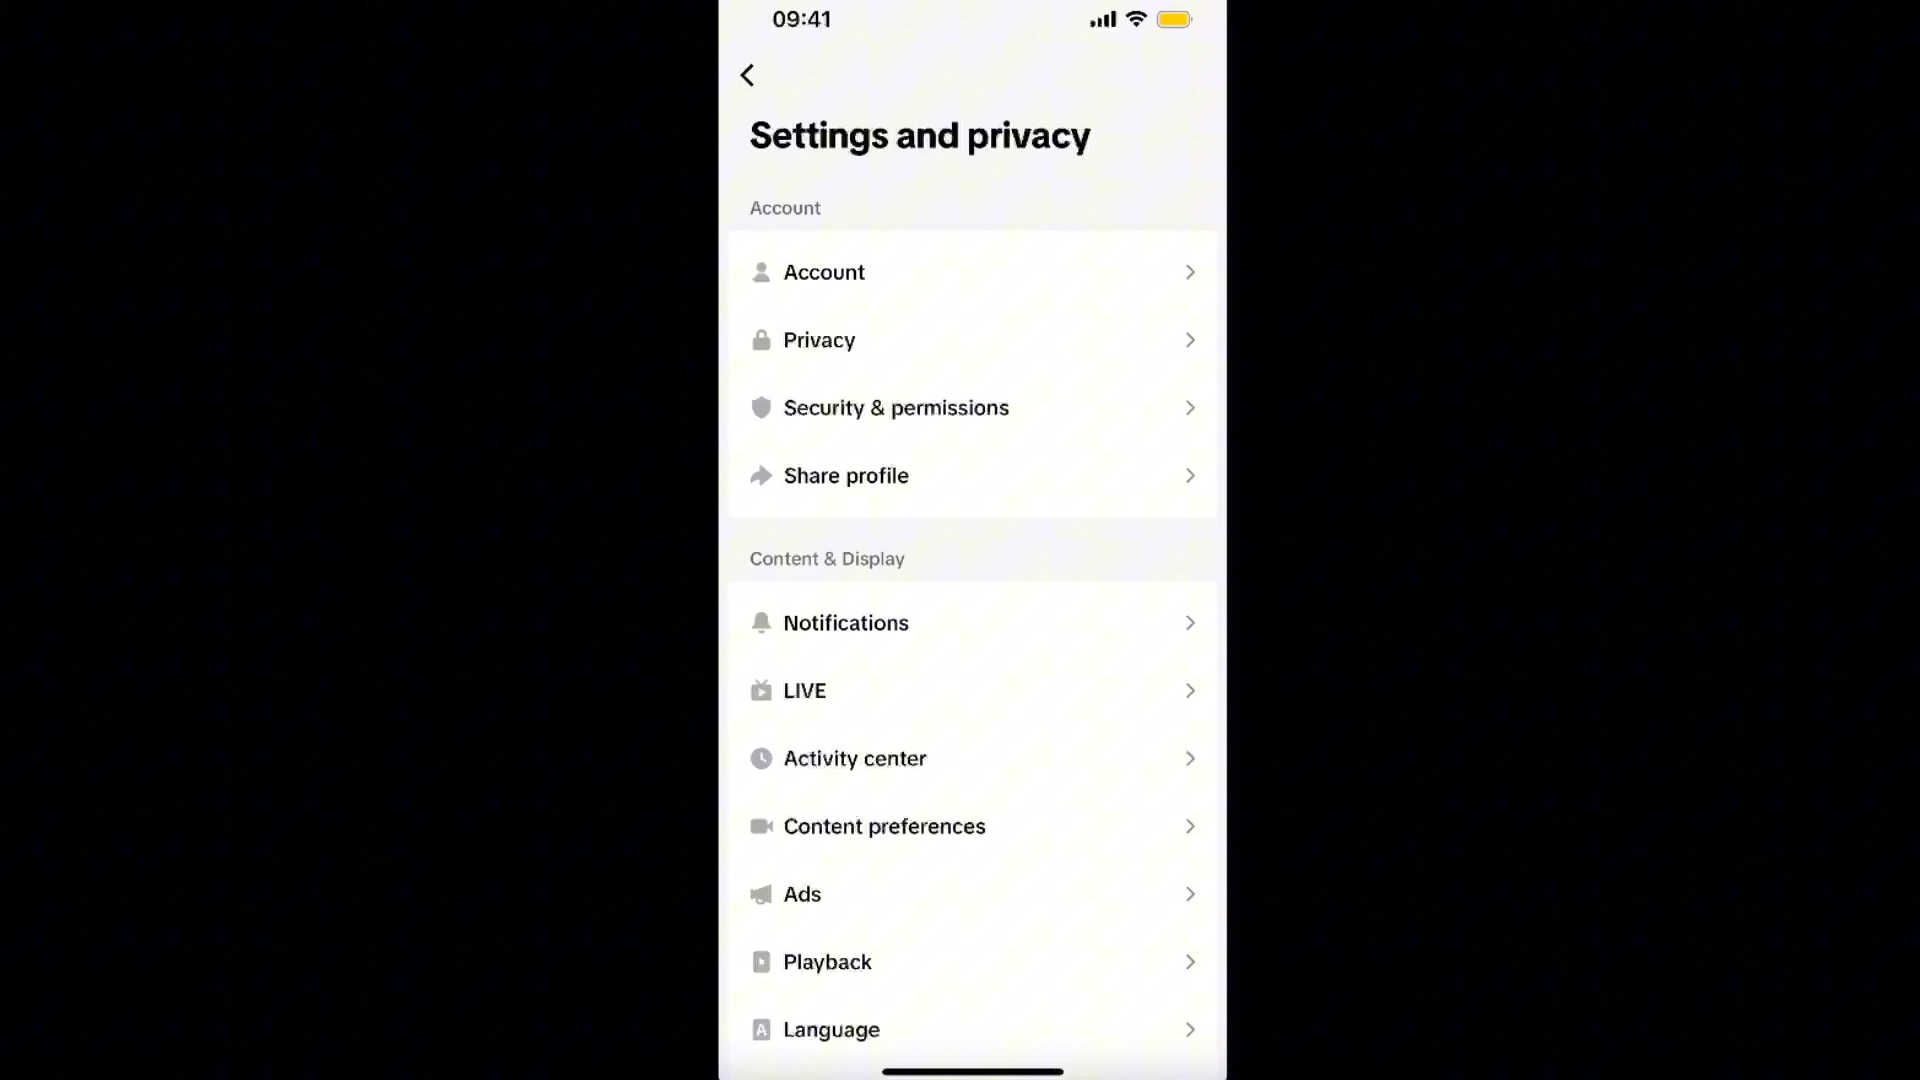 09:41
Settings and privacy
Account
Account
Privacy
Security & permissions
Share profile
Content & Display
Notifications
LIVE
Activity center
Content preferences
Ads
Playback
A Language